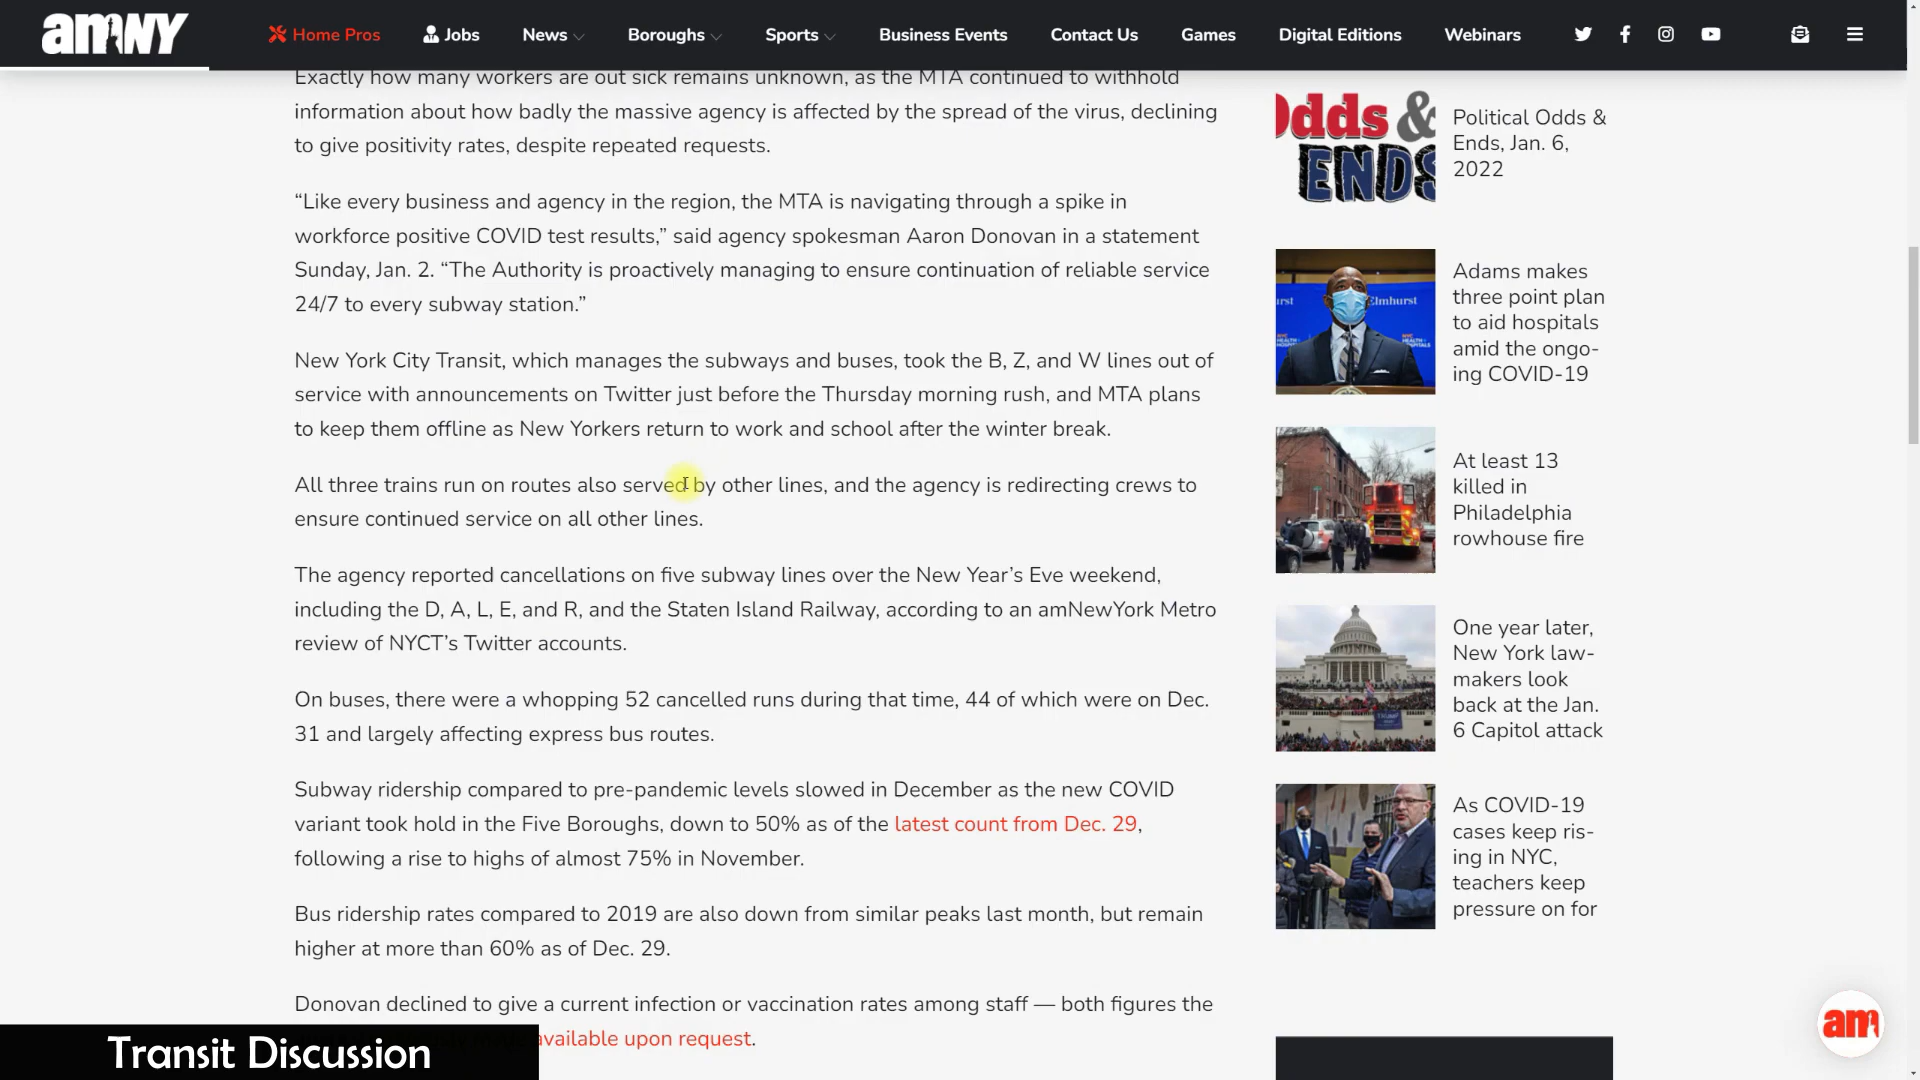 amNY
Home Pros
Jobs
News
Boroughs
Sports
Business Events
Contact Us
Games
Digital Editions
Webinars
Exactly how many workers are out sick remains unknown, as the MTA continued to withhold
information about how badly the massive agency is affected by the spread of the virus, declining
to give positivity rates, despite repeated requests.
“Like every business and agency in the region, the MTA is navigating through a spike in
workforce positive COVID test results,” said agency spokesman Aaron Donovan in a statement
Sunday, Jan. 2. “The Authority is proactively managing to ensure continuation of reliable service
24/7 to every subway station.”
New York City Transit, which manages the subways and buses, took the B, Z, and W lines out of
service with announcements on Twitter just before the Thursday morning rush, and MTA plans
to keep them offline as New Yorkers return to work and school after the winter break.
All three trains run on routes also served by other lines, and the agency is redirecting crews to
ensure continued service on all other lines.
The agency reported cancellations on five subway lines over the New Year’s Eve weekend,
including the D, A, L, E, and R, and the Staten Island Railway, according to an amNewYork Metro
review of NYCT’s Twitter accounts.
On buses, there were a whopping 52 cancelled runs during that time, 44 of which were on Dec.
31 and largely affecting express bus routes.
Subway ridership compared to pre-pandemic levels slowed in December as the new COVID
variant took hold in the Five Boroughs, down to 50% as of the latest count from Dec. 29,
following a rise to highs of almost 75% in November.
Bus ridership rates compared to 2019 are also down from similar peaks last month, but remain
higher at more than 60% as of Dec. 29.
Donovan declined to give a current infection or vaccination rates among staff — both figures the
available upon request.
Odds &
ENDS
Political Odds &
Ends, Jan. 6,
2022
Elmhurst
Adams makes
three point plan
to aid hospitals
amid the ongo-
ing COVID-19
At least 13
killed in
Philadelphia
rowhouse fire
TRUMP
One year later,
New York law-
makers look
back at the Jan.
6 Capitol attack
As COVID-19
cases keep ris-
ing in NYC,
teachers keep
pressure on for
am
Transit Discussion